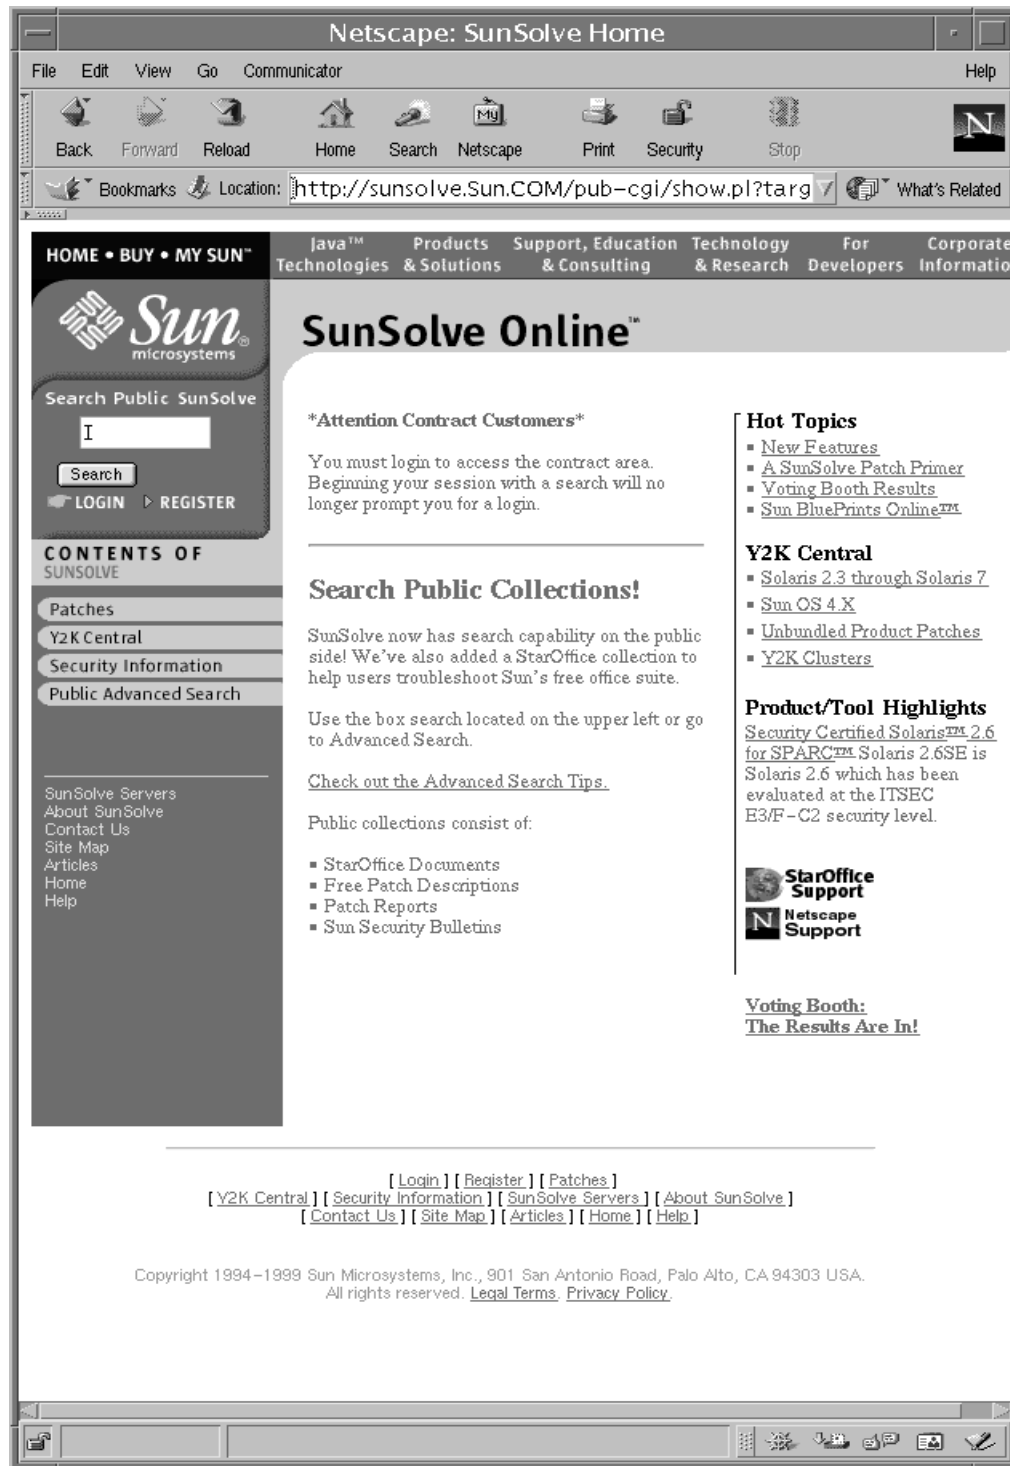 Netscape: SunSolve Home
File Edit View Go Communicator Help
Back Forward Reload Home Search Netscape Print Security Stop
My
N
Bookmarks Location: http://sunsolve.Sun.COM/pub-cgi/show.pl?targ What's Related
HOME • BUY • MY SUN™
Java™ Technologies
Products & Solutions
Support, Education & Consulting
Technology & Research
For Developers
Corporate Informatio
Sun®
microsystems
SunSolve Online™
Search Public SunSolve
Search
LOGIN REGISTER
CONTENTS OF
SUNSOLVE
Patches
Y2K Central
Security Information
Public Advanced Search
SunSolve Servers
About SunSolve
Contact Us
Site Map
Articles
Home
Help
*Attention Contract Customers*
You must login to access the contract area.
Beginning your session with a search will no
longer prompt you for a login.
Search Public Collections!
SunSolve now has search capability on the public
side! We've also added a StarOffice collection to
help users troubleshoot Sun's free office suite.
Use the box search located on the upper left or go
to Advanced Search.
Check out the Advanced Search Tips.
Public collections consist of:
StarOffice Documents
Free Patch Descriptions
Patch Reports
Sun Security Bulletins
Hot Topics
New Features
A SunSolve Patch Primer
Voting Booth Results
Sun BluePrints Online™
Y2K Central
Solaris 2.3 through Solaris 7
Sun OS 4.X
Unbundled Product Patches
Y2K Clusters
Product/Tool Highlights
Security Certified Solaris™ 2.6
for SPARC™ Solaris 2.6SE is
Solaris 2.6 which has been
evaluated at the ITSEC
E3/F-C2 security level.
StarOffice
Support
N Netscape
Support
Voting Booth:
The Results Are In!
[ Login ] [ Register ] [ Patches ]
[ Y2K Central ] [ Security Information ] [ SunSolve Servers ] [ About SunSolve ]
[ Contact Us ] [ Site Map ] [ Articles ] [ Home ] [ Help ]
Copyright 1994-1999 Sun Microsystems, Inc., 901 San Antonio Road, Palo Alto, CA 94303 USA.
All rights reserved. Legal Terms. Privacy Policy.